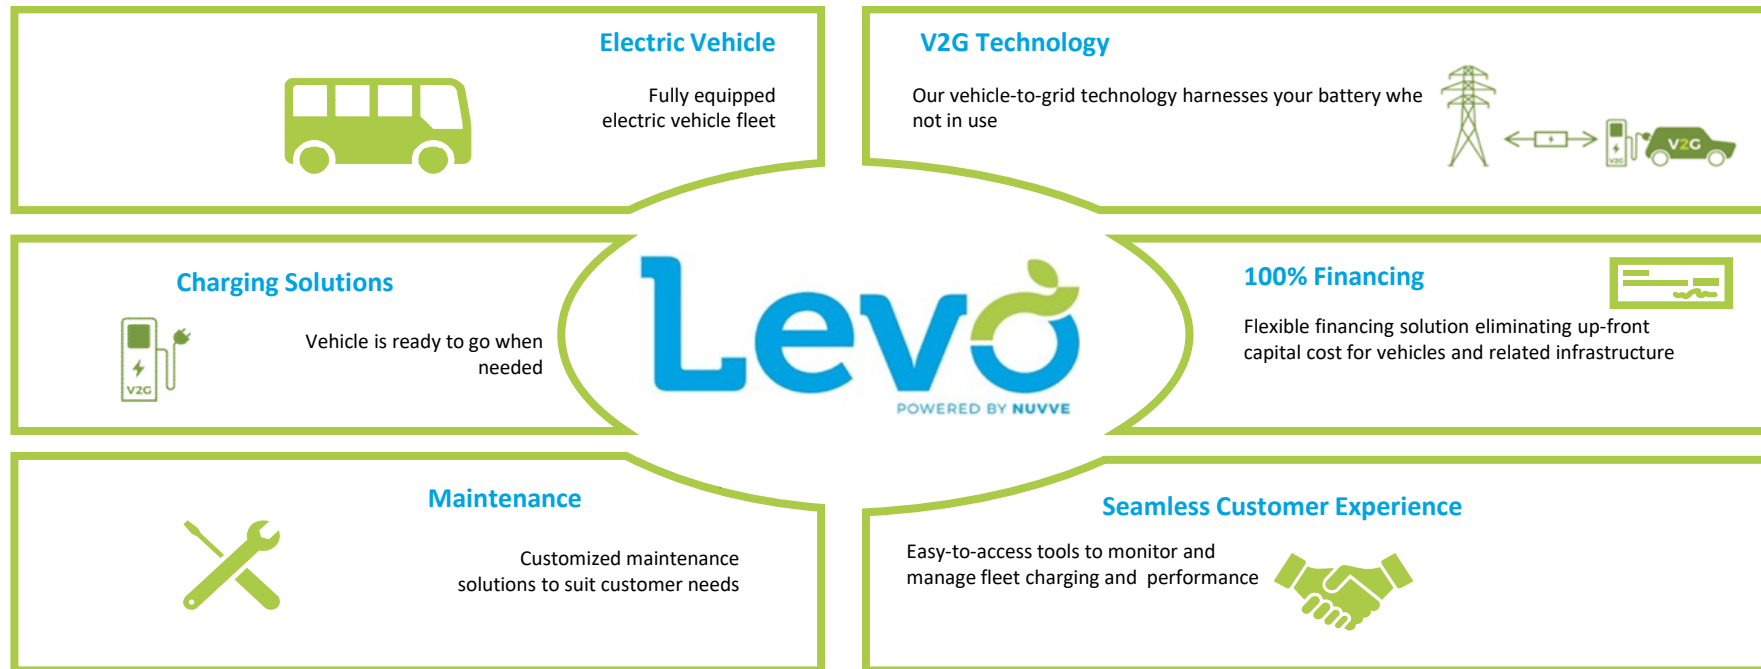 Electric Vehicle
Fully equipped
electric vehicle fleet
V2G Technology
Our vehicle-to-grid technology harnesses your battery whe
not in use
V2G
V2G
Charging Solutions
Vehicle is ready to go when
needed
V2G
Levo
POWERED BY NUVVE
100% Financing
Flexible financing solution eliminating up-front
capital cost for vehicles and related infrastructure
Maintenance
Customized maintenance
solutions to suit customer needs
Seamless Customer Experience
Easy-to-access tools to monitor and
manage fleet charging and  performance